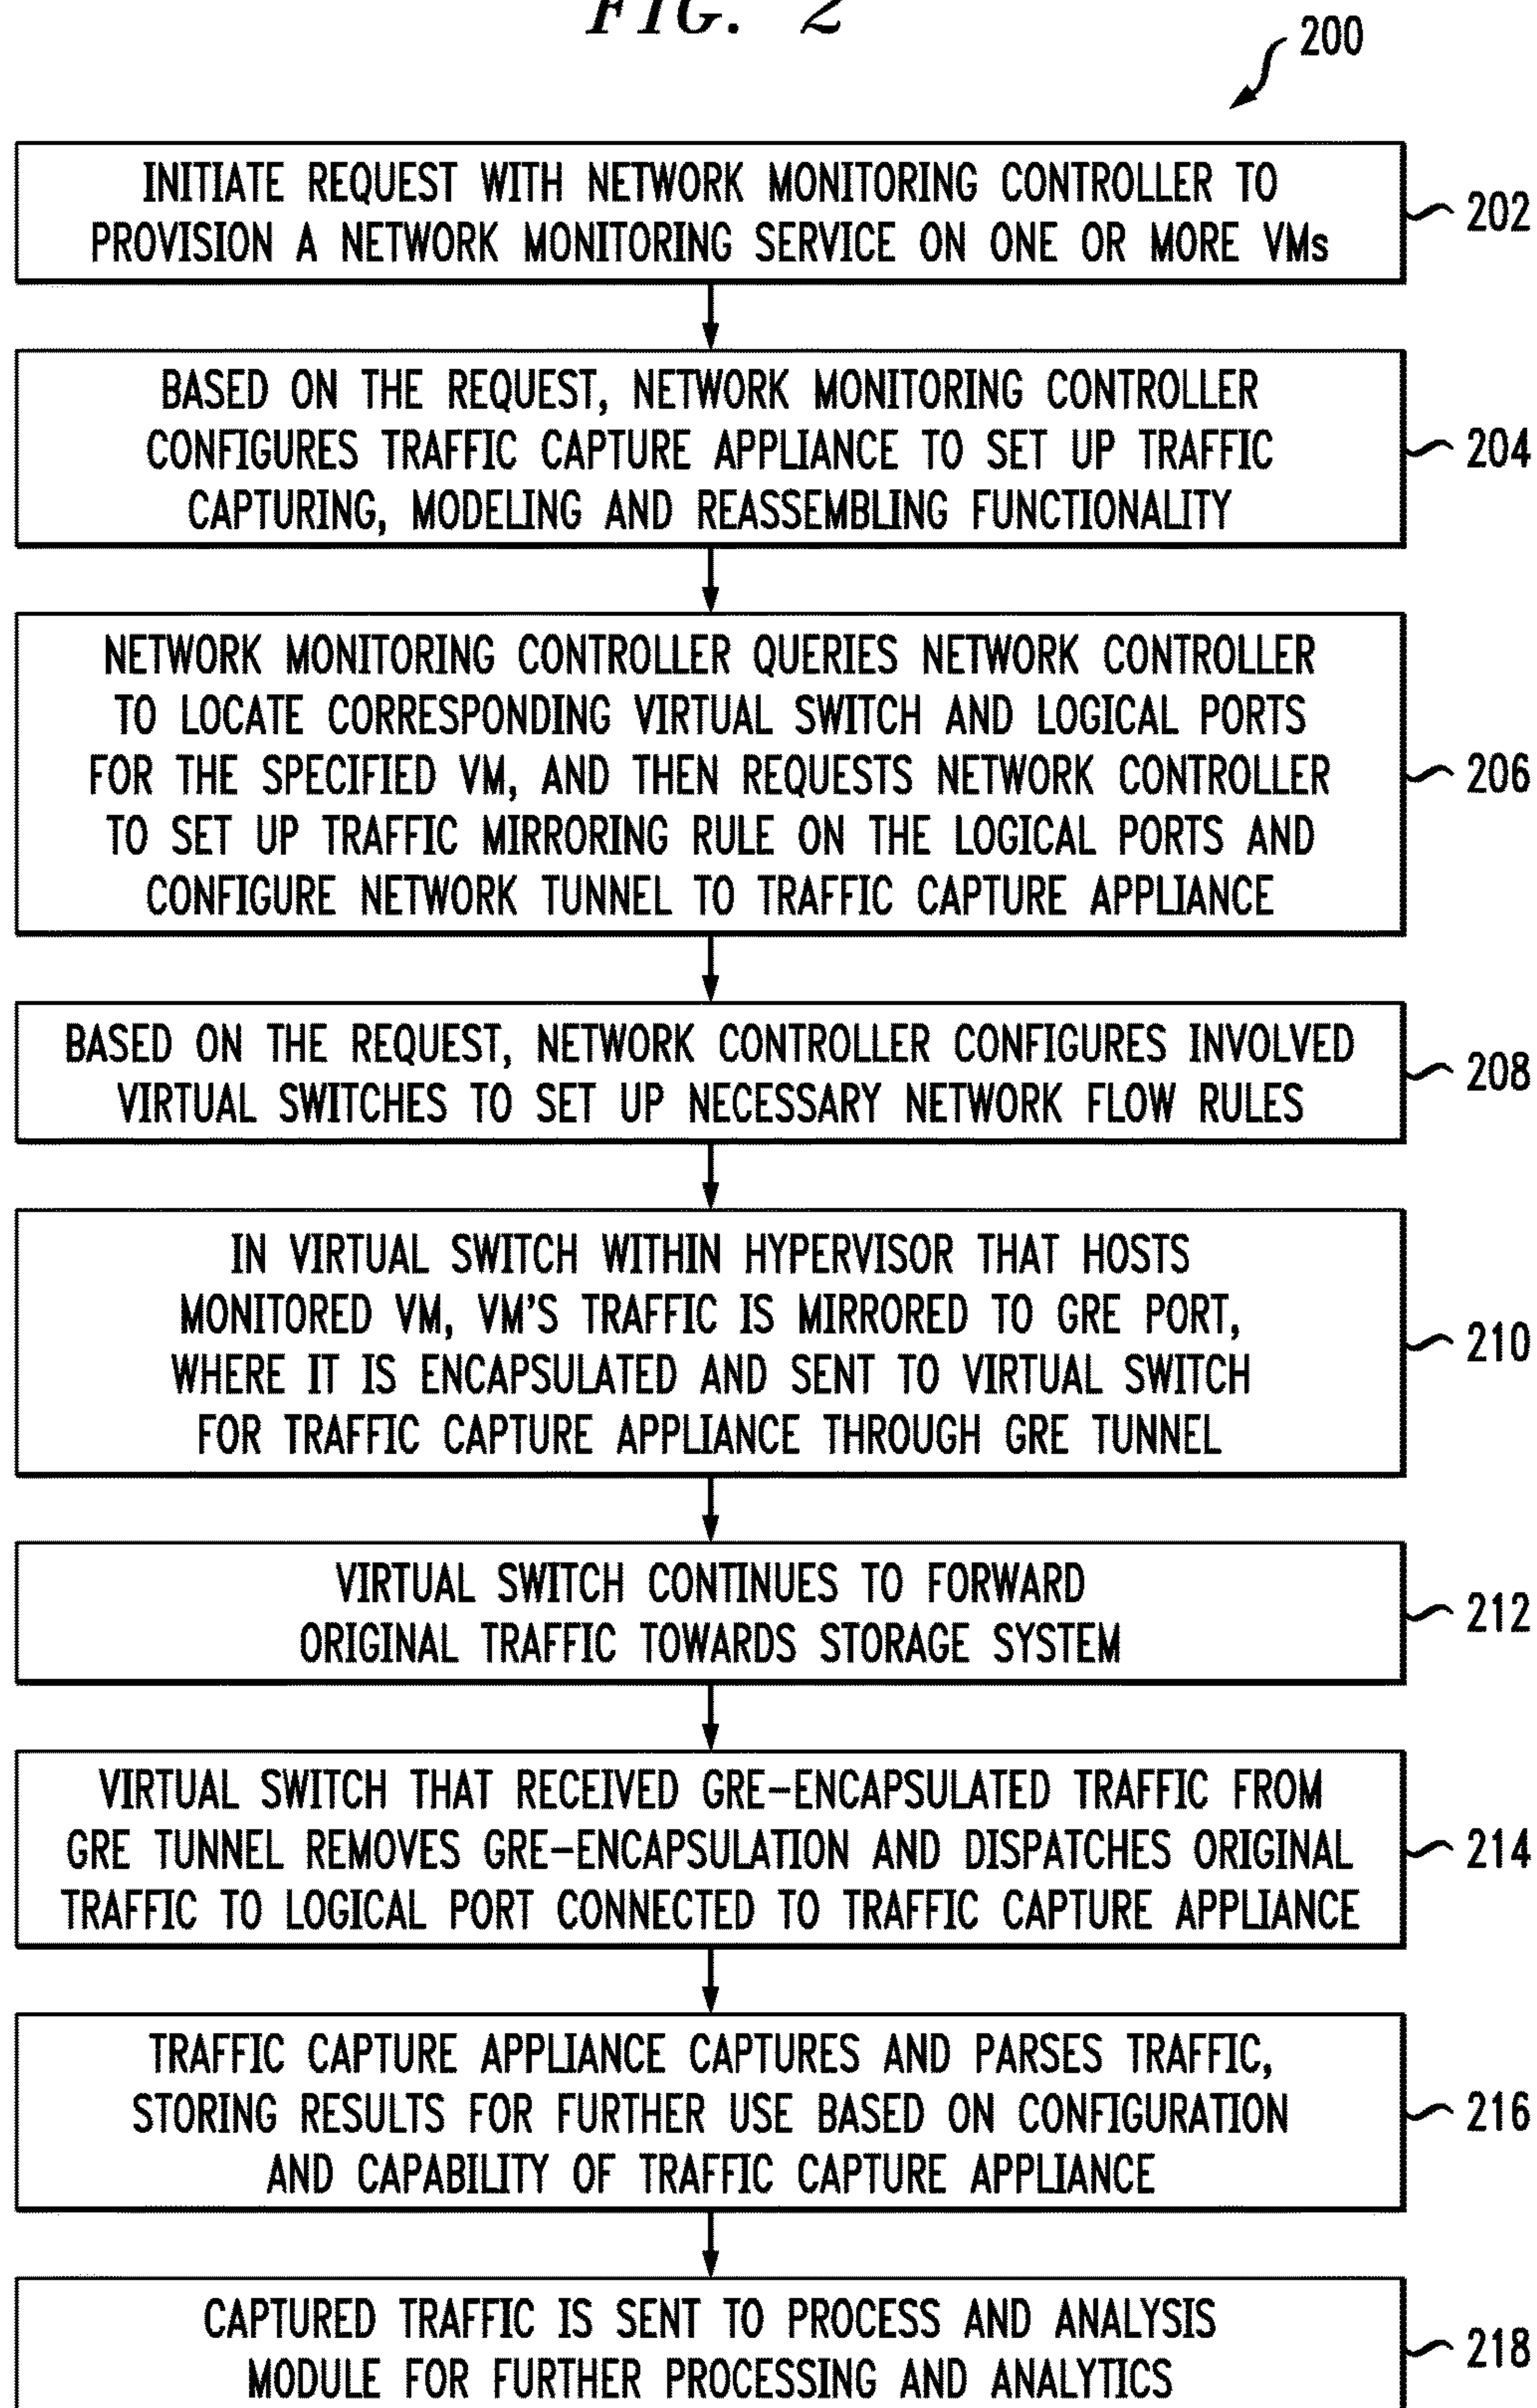 FIG. 2
200
INITIATE REQUEST WITH NETWORK MONITORING CONTROLLER TO
PROVISION A NETWORK MONITORING SERVICE ON ONE OR MORE VMs
202
BASED ON THE REQUEST, NETWORK MONITORING CONTROLLER
CONFIGURES TRAFFIC CAPTURE APPLIANCE TO SET UP TRAFFIC
CAPTURING, MODELING AND REASSEMBLING FUNCTIONALITY
204
NETWORK MONITORING CONTROLLER QUERIES NETWORK CONTROLLER
TO LOCATE CORRESPONDING VIRTUAL SWITCH AND LOGICAL PORTS
FOR THE SPECIFIED VM, AND THEN REQUESTS NETWORK CONTROLLER
TO SET UP TRAFFIC MIRRORING RULE ON THE LOGICAL PORTS AND
CONFIGURE NETWORK TUNNEL TO TRAFFIC CAPTURE APPLIANCE
206
BASED ON THE REQUEST, NETWORK CONTROLLER CONFIGURES INVOLVED
VIRTUAL SWITCHES TO SET UP NECESSARY NETWORK FLOW RULES
208
IN VIRTUAL SWITCH WITHIN HYPERVISOR THAT HOSTS
MONITORED VM, VM'S TRAFFIC IS MIRRORED TO GRE PORT,
WHERE IT IS ENCAPSULATED AND SENT TO VIRTUAL SWITCH
FOR TRAFFIC CAPTURE APPLIANCE THROUGH GRE TUNNEL
210
VIRTUAL SWITCH CONTINUES TO FORWARD
ORIGINAL TRAFFIC TOWARDS STORAGE SYSTEM
212
VIRTUAL SWITCH THAT RECEIVED GRE-ENCAPSULATED TRAFFIC FROM
GRE TUNNEL REMOVES GRE-ENCAPSULATION AND DISPATCHES ORIGINAL
TRAFFIC TO LOGICAL PORT CONNECTED TO TRAFFIC CAPTURE APPLIANCE
214
TRAFFIC CAPTURE APPLIANCE CAPTURES AND PARSES TRAFFIC,
STORING RESULTS FOR FURTHER USE BASED ON CONFIGURATION
AND CAPABILITY OF TRAFFIC CAPTURE APPLIANCE
216
CAPTURED TRAFFIC IS SENT TO PROCESS AND ANALYSIS
MODULE FOR FURTHER PROCESSING AND ANALYTICS
218